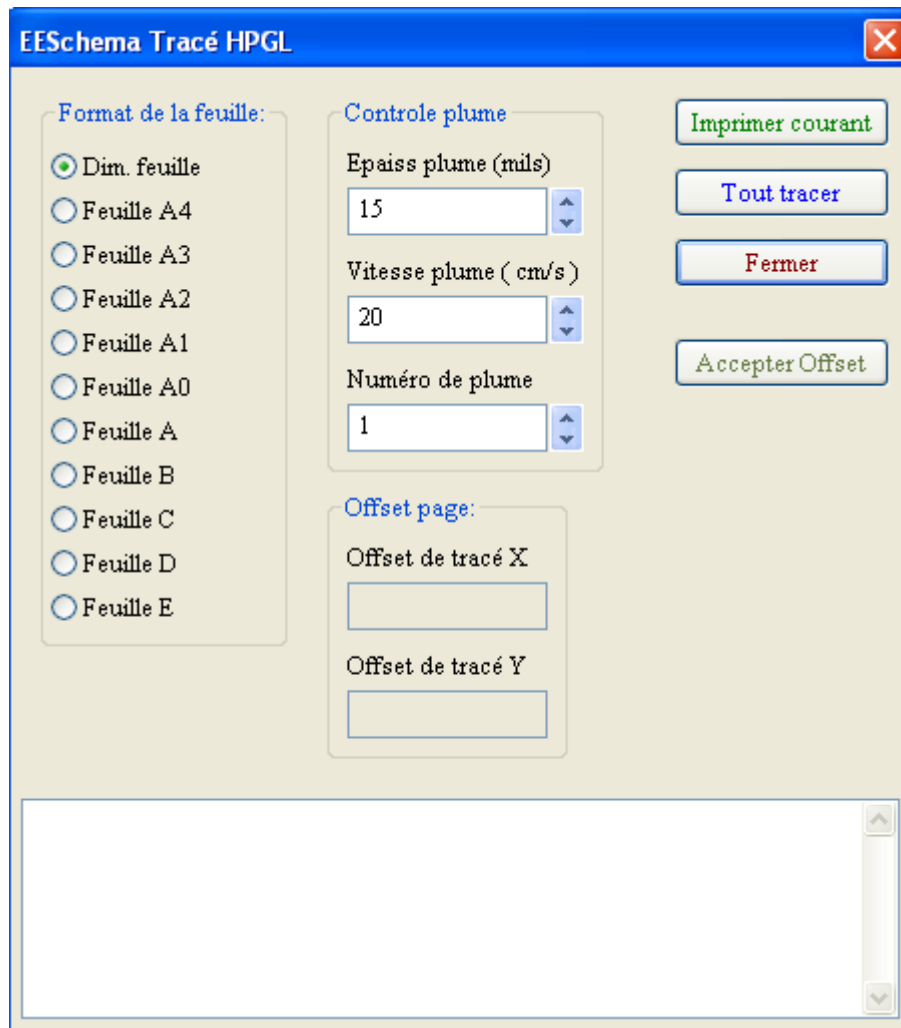 EESchema Tracé HPGL
Format de la feuille:
Dim. feuille
Feuille A4
Feuille A3
Feuille A2
Feuille A1
Feuille A0
Feuille A
Feuille B
Feuille C
Feuille D
Feuille E
Controle plume
Epaiss plume (mils)
15
Vitesse plume ( cm/s )
20
Numéro de plume
1
Offset page:
Offset de tracé X
Offset de tracé Y
Imprimer courant
Tout tracer
Fermer
Accepter Offset